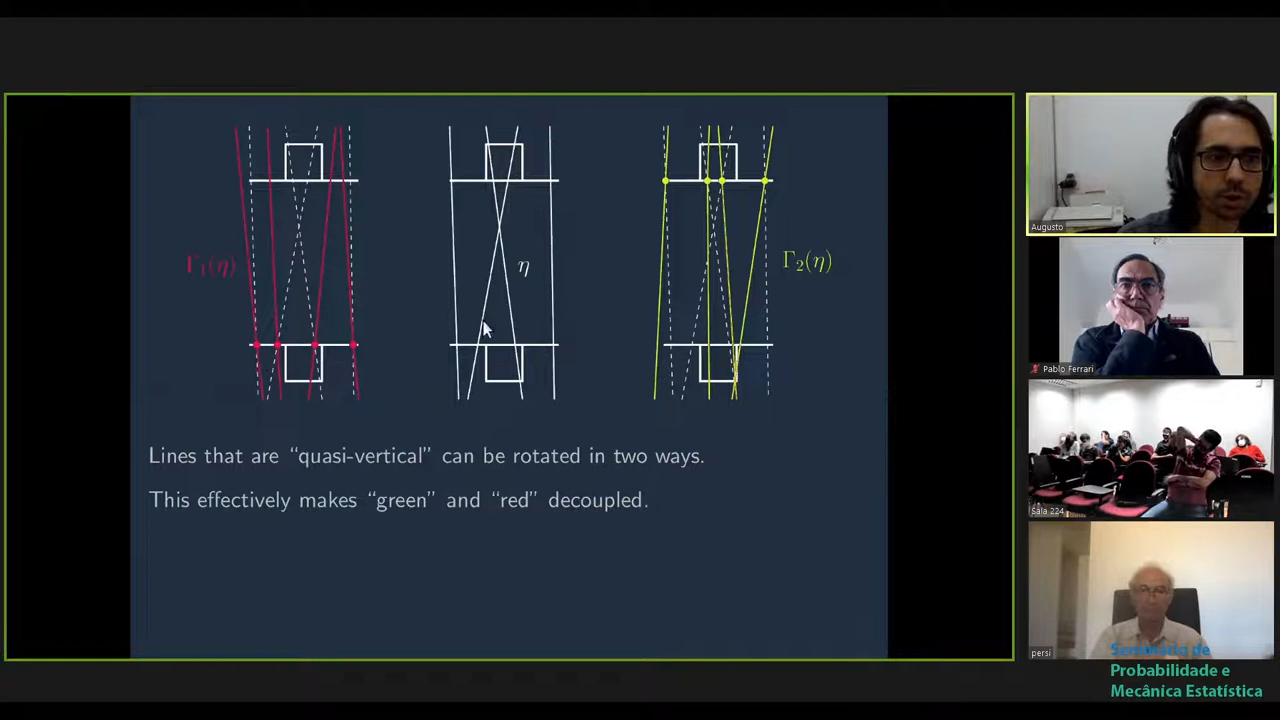 Γ₁(η)
η
Γ₂(η)
Lines that are “quasi-vertical” can be rotated in two ways.
This effectively makes “green” and “red” decoupled.
Augusto
Pablo Ferrari
Sala 224
persi
Seminário de
Probabilidade e
Mecânica Estatística